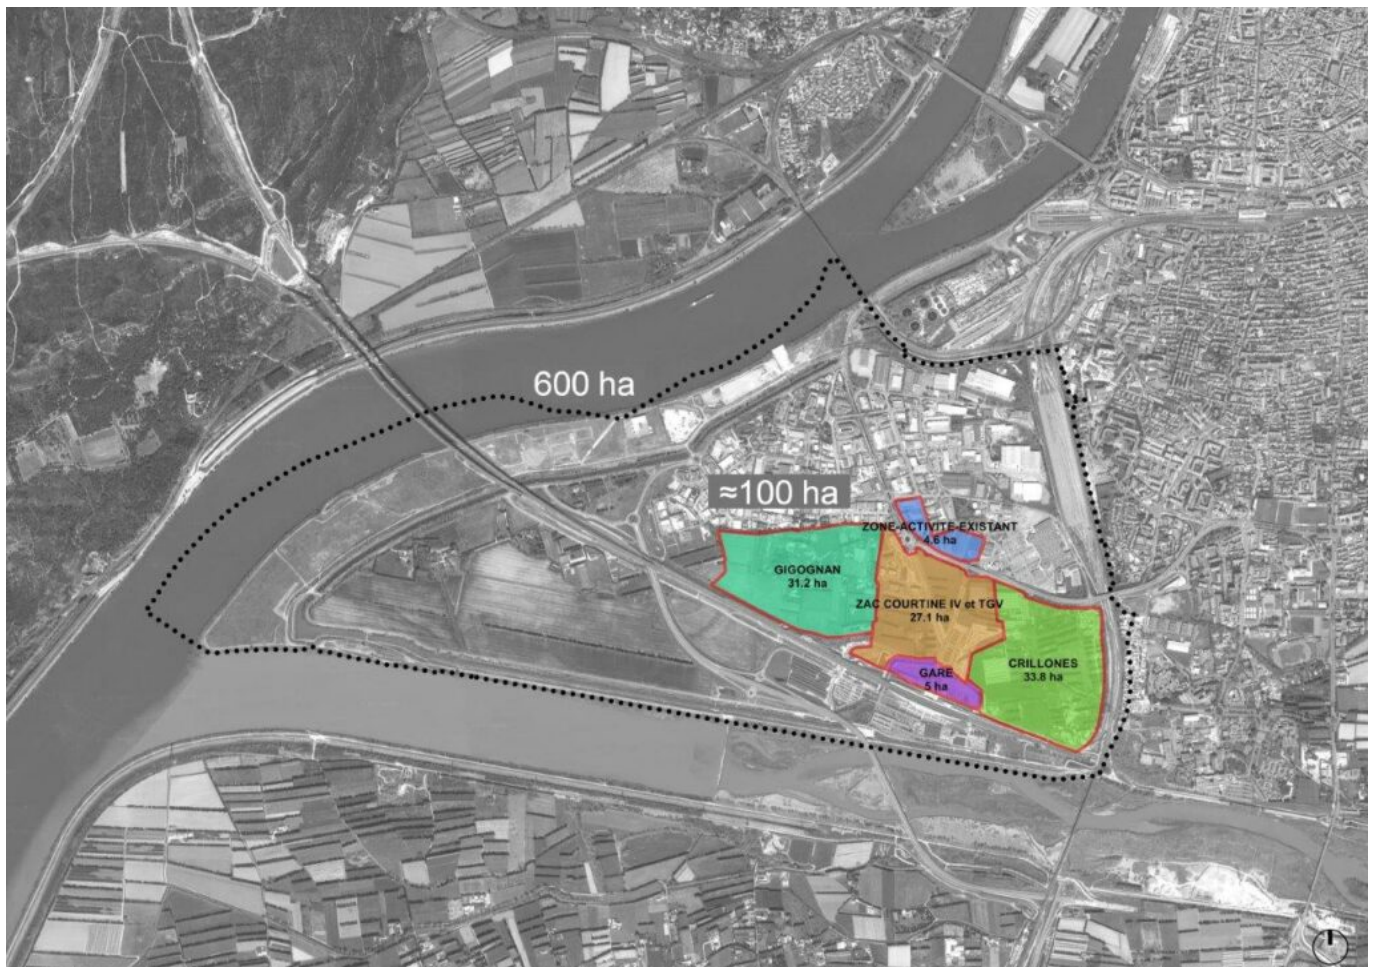 600 ha
≈100 ha
ZONE-ACTIVITE-EXISTANT
4.6 ha
GIGOGNAN
31.2 ha
ZAC COURTINE IV et TGV
27.1 ha
CRILLONES
33.8 ha
GARE
5 ha